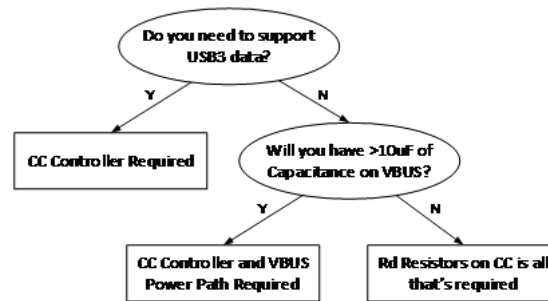 Do you need to support
USB3 data?
Y
N
CC Controller Required
Will you have >10uF of
Capacitance on VBUS?
Y
N
CC Controller and VBUS
Power Path Required
Rd Resistors on CC is all
that's required